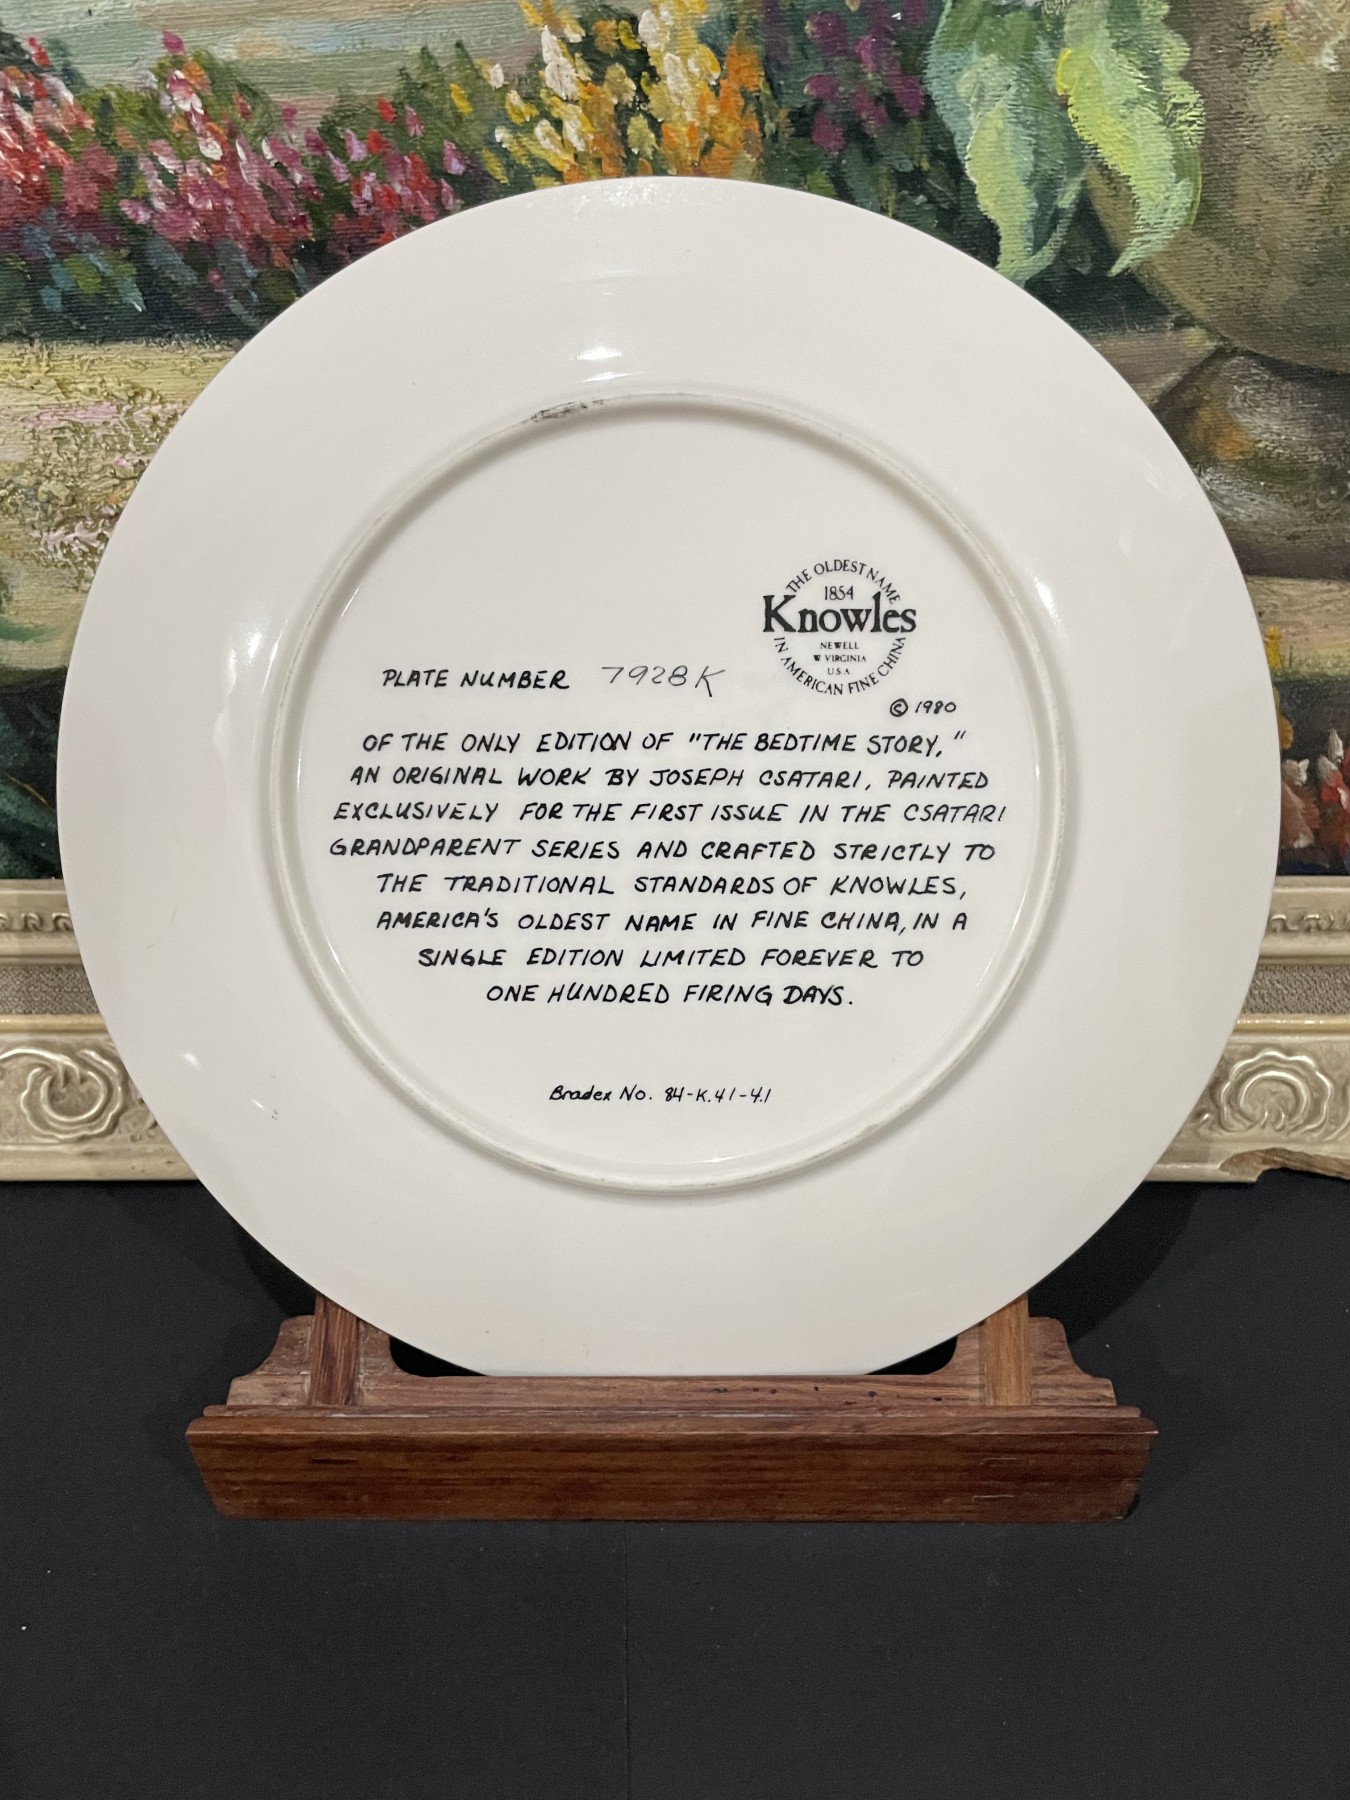 THE OLDEST NAME
1854
Knowles
NEWELL
W VIRGINIA
U.S.A
IN AMERICAN FINE CHINA
PLATE NUMBER 7928K
© 1980
OF THE ONLY EDITION OF "THE BEDTIME STORY,"
AN ORIGINAL WORK BY JOSEPH CSATARI, PAINTED
EXCLUSIVELY FOR THE FIRST ISSUE IN THE CSATARI
GRANDPARENT SERIES AND CRAFTED STRICTLY TO
THE TRADITIONAL STANDARDS OF KNOWLES,
AMERICA'S OLDEST NAME IN FINE CHINA, IN A
SINGLE EDITION LIMITED FOREVER TO
ONE HUNDRED FIRING DAYS.
Bradex No. 84-K.41-4.1